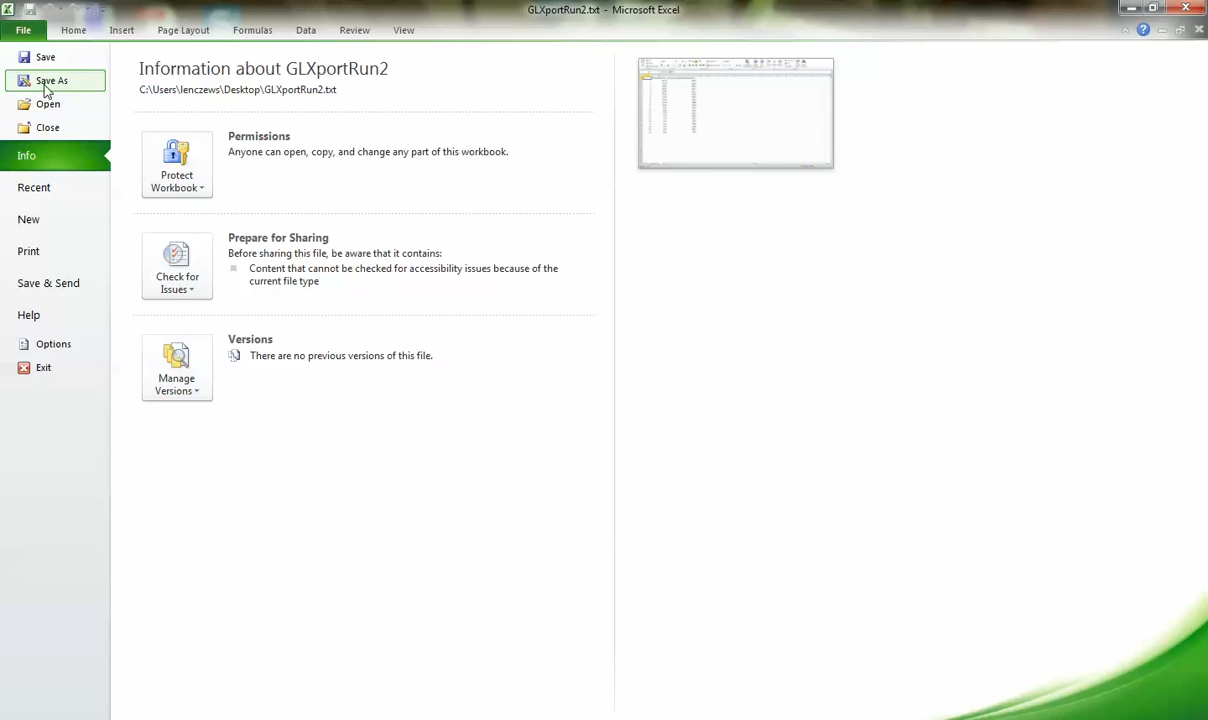 GLXportRun2.txt - Microsoft Excel
File Home Insert Page Layout Formulas Data Review View
Save
Save As
Open
Close
Info
Recent
New
Print
Save & Send
Help
Options
Exit
Information about GLXportRun2
C:\Users\lenczews\Desktop\GLXportRun2.txt
Protect
Workbook
Permissions
Anyone can open, copy, and change any part of this workbook.
Check for
Issues
Prepare for Sharing
Before sharing this file, be aware that it contains:
Content that cannot be checked for accessibility issues because of the
current file type
Manage
Versions
Versions
There are no previous versions of this file.